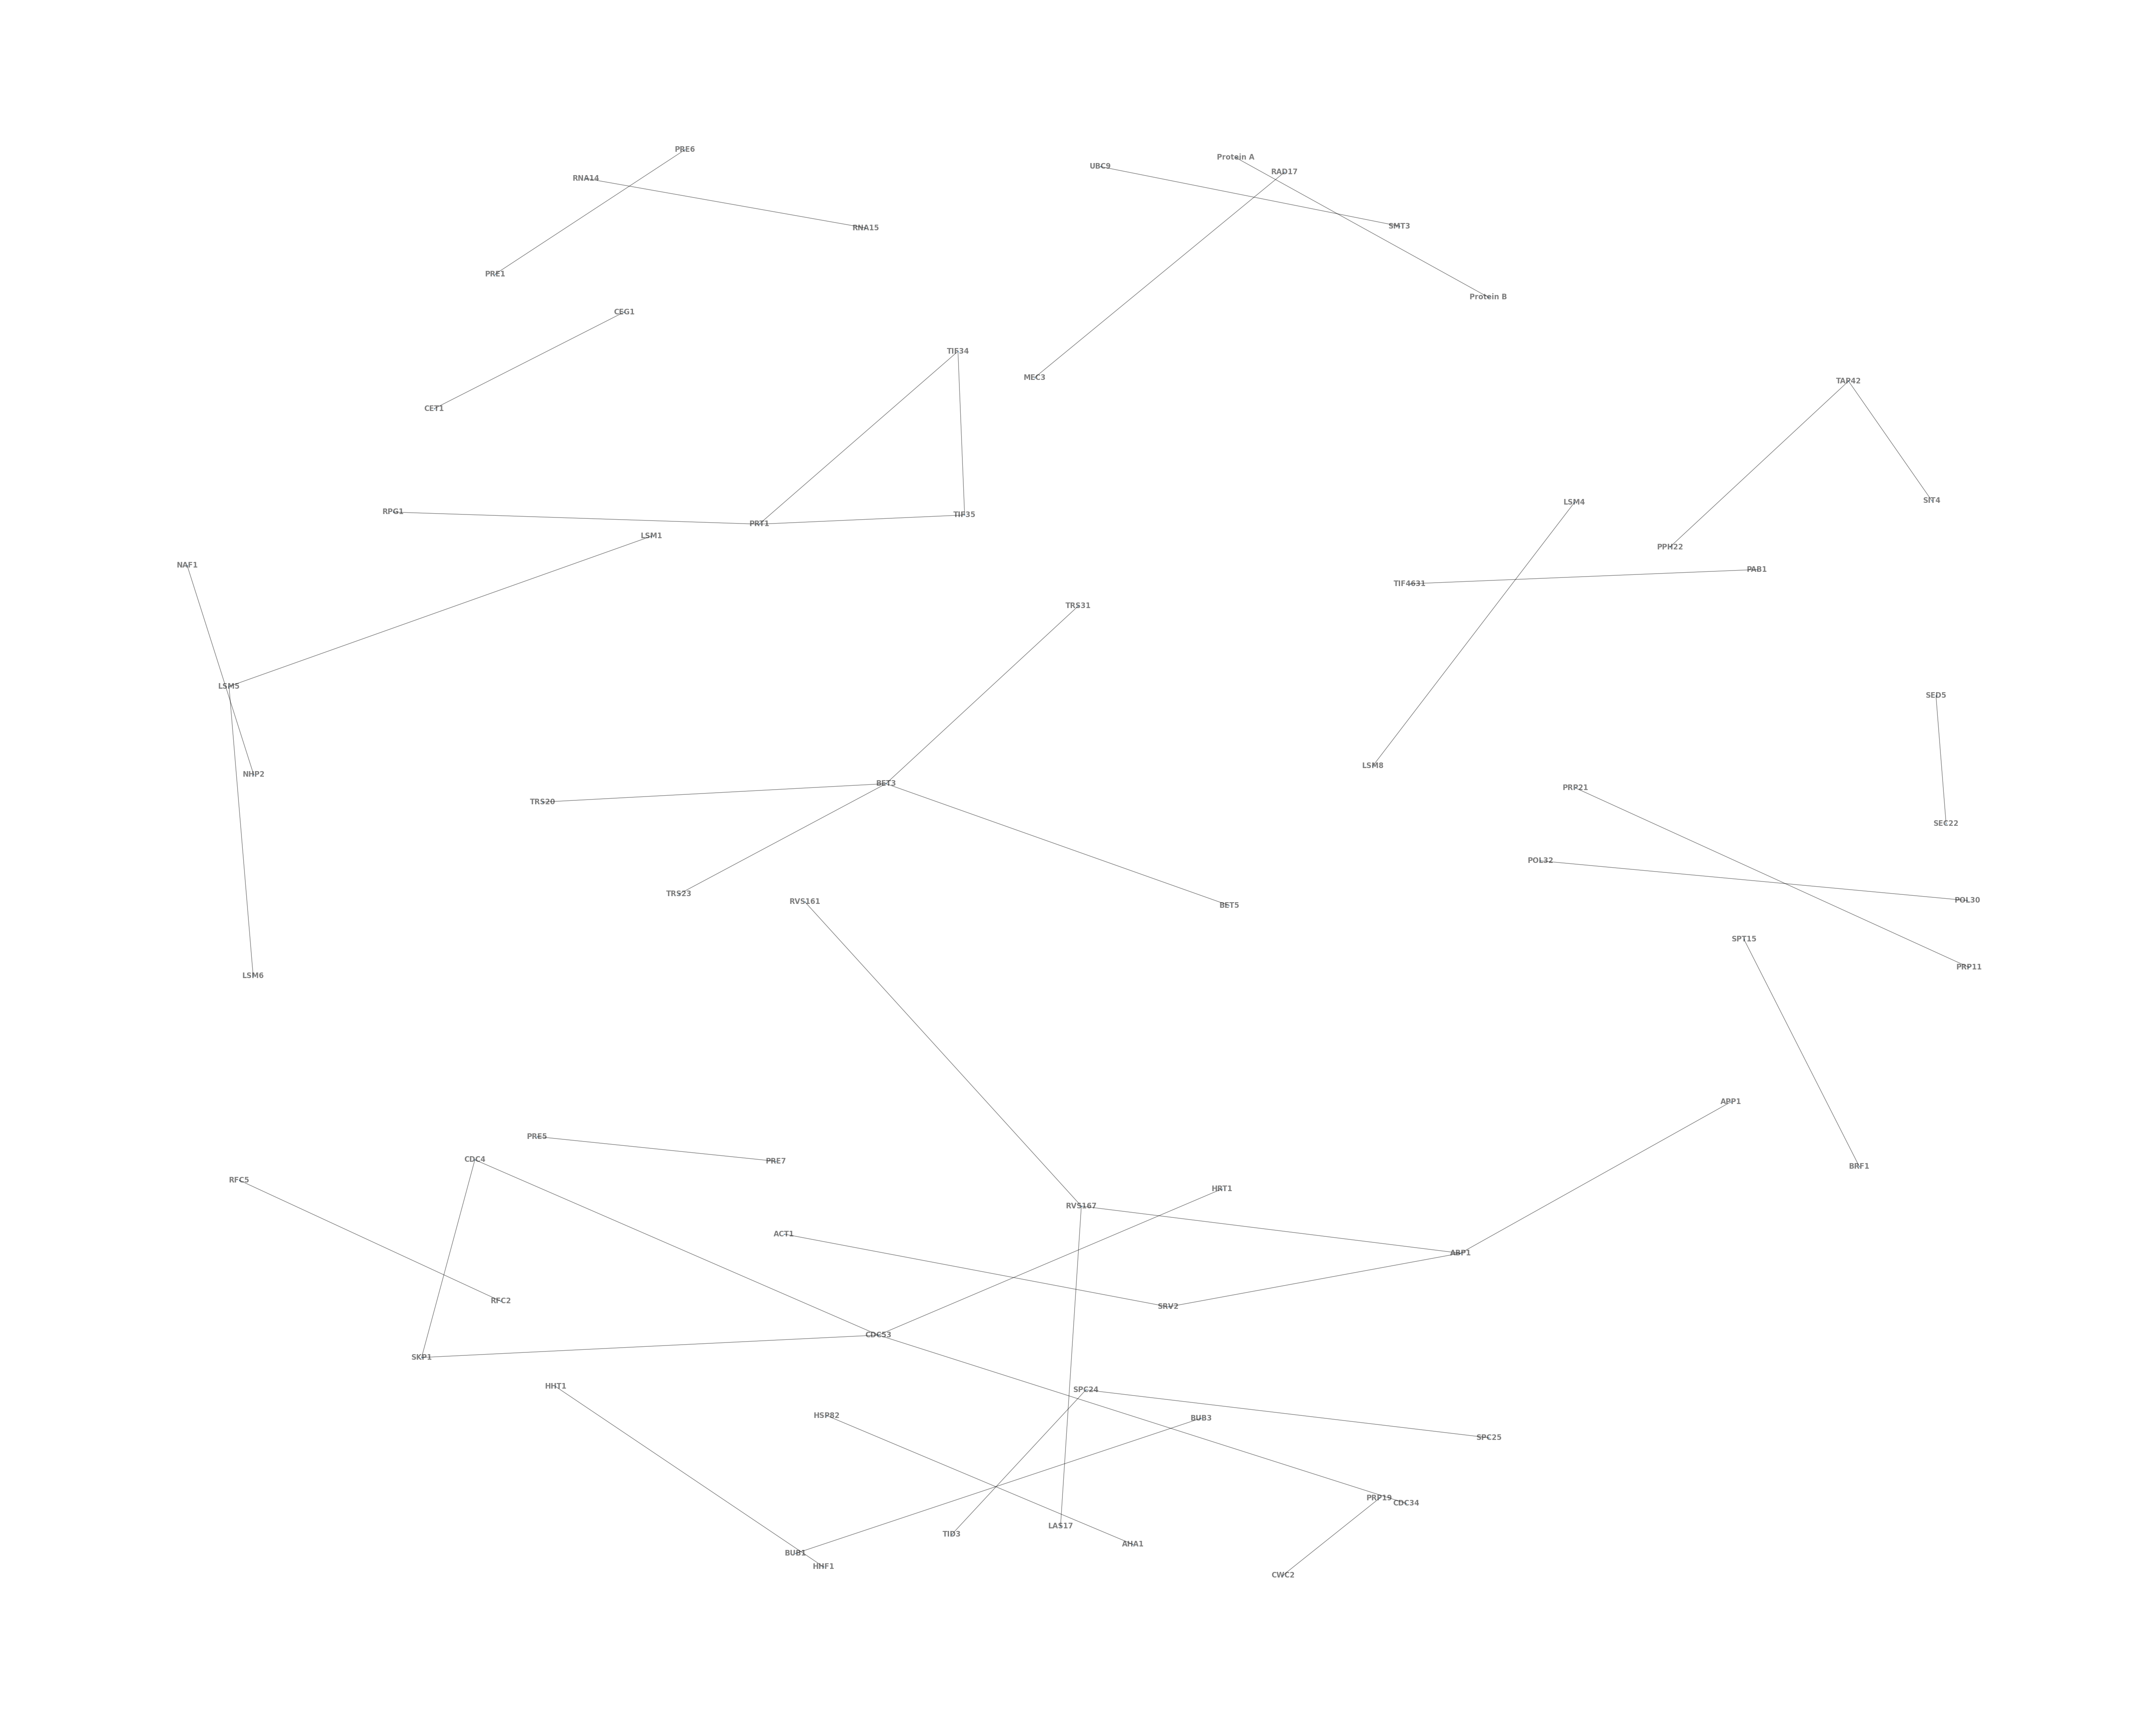 PRE6
Protein A
UBC9
RAD17
RNA14
SMT3
RNA15
PRE1
Protein B
CEG1
TIF34
MEC3
TAP42
CET1
SIT4
LSM4
RPG1
TIF35
PRT1
LSM1
PPH22
NAF1
PAB1
TIF4631
TRS31
LSM5
SED5
LSM8
NHP2
BET3
PRP21
TRS20
SEC22
POL32
TRS23
POL30
RVS161
BET5
SPT15
PRP11
LSM6
APP1
PRE5
CDC4
PRE7
BRF1
RFC5
HRT1
RVS167
ACT1
ABP1
RFC2
SRV2
CDC53
SKP1
HHT1
SPC24
HSP82
BUB3
SPC25
PRP19
CDC34
LAS17
TID3
AHA1
BUB1
HHF1
CWC2